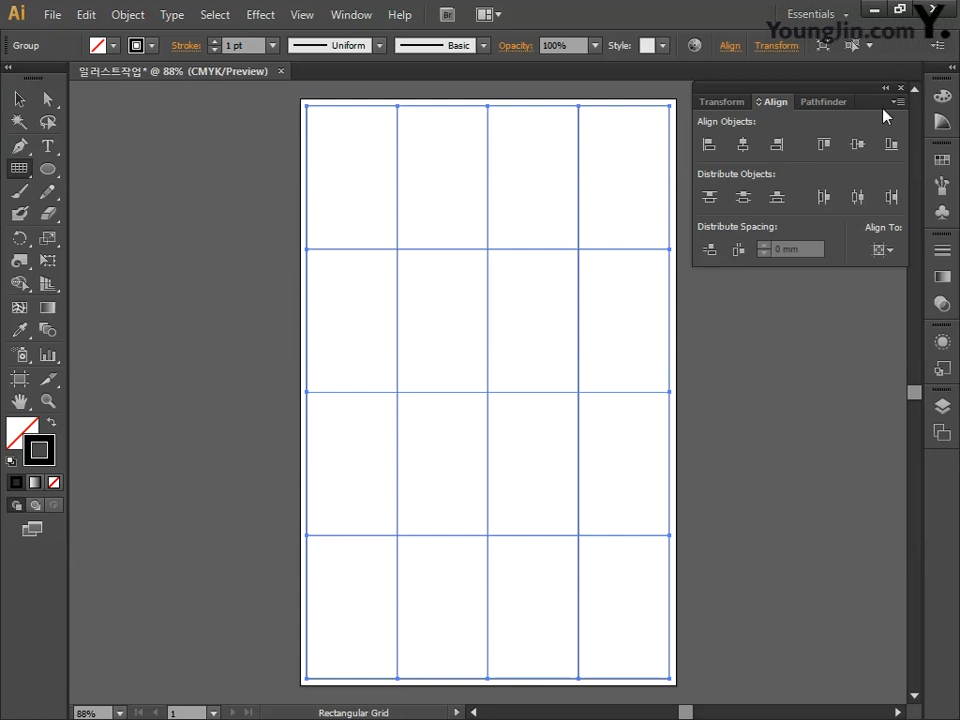 Ai File Edit Object Type Select Effect View Window Help Br Essentials
YoungJin.com Y.
Group Stroke: 1 pt Uniform Basic Opacity: 100% Style: Align Transform
일러스트작업* @ 88% (CMYK/Preview) ×
Transform Align Pathfinder
Align Objects:
Distribute Objects:
Distribute Spacing: Align To:
0 mm
88% 1 Rectangular Grid